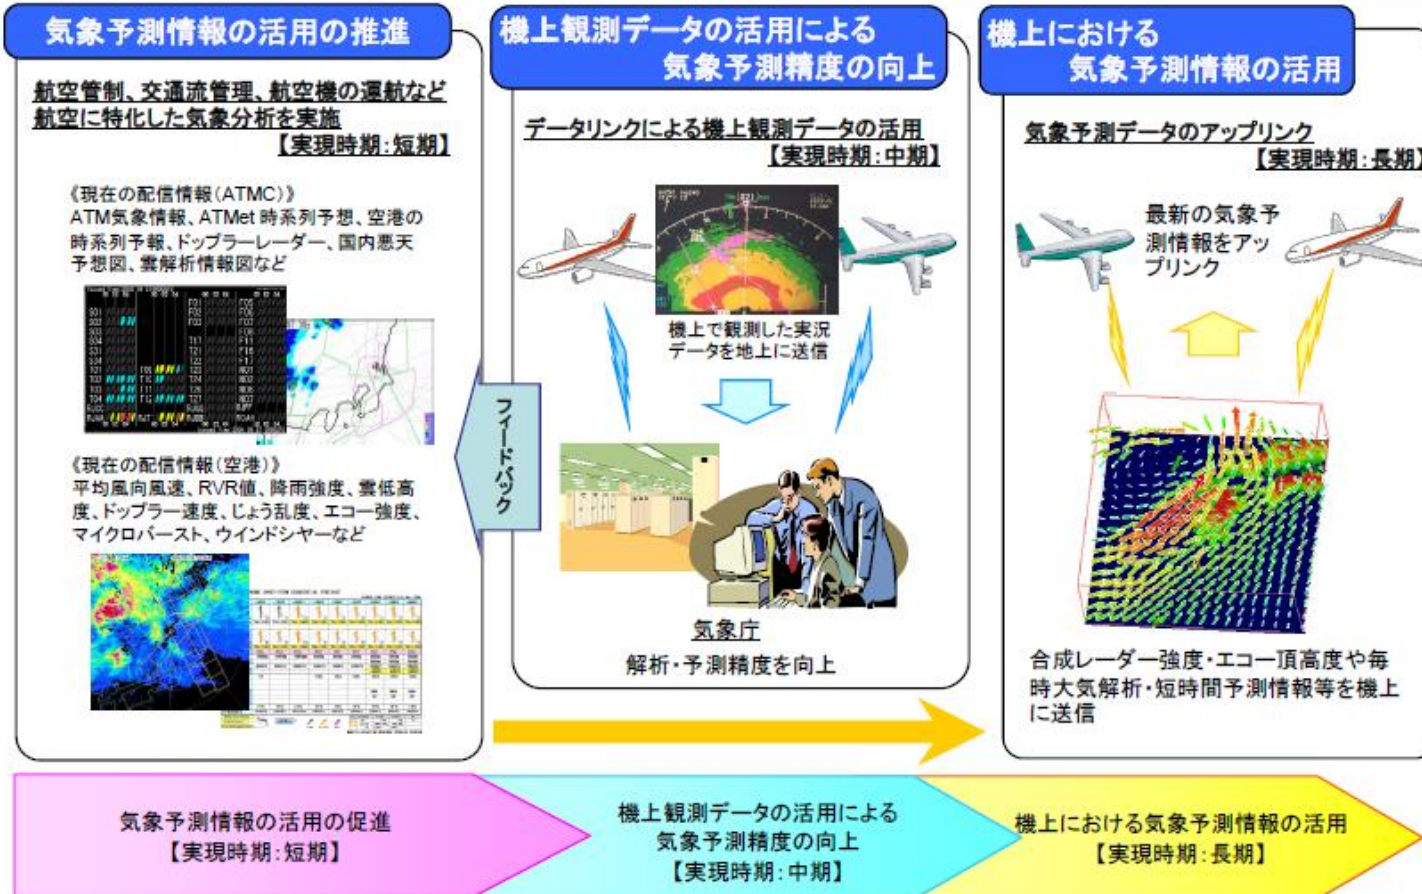 気象予測情報の活用の推進
航空管制、交通流管理、航空機の運航など
航空に特化した気象分析を実施
【実現時期:短期】
《現在の配信情報(ATMC)》
ATM気象情報、ATMet 時系列予想、空港の
時系列予報、ドップラーレーダー、国内悪天
予想図、雲解析情報図など
《現在の配信情報(空港)》
平均風向風速、RVR値、降雨強度、雲低高
度、ドップラー速度、じょう乱度、エコー強度、
マイクロバースト、ウインドシヤーなど
フィードバック
機上観測データの活用による
気象予測精度の向上
データリンクによる機上観測データの活用
【実現時期:中期】
機上で観測した実況
データを地上に送信
気象庁
解析・予測精度を向上
機上における
気象予測情報の活用
気象予測データのアップリンク
【実現時期:長期】
最新の気象予
測情報をアッ
プリンク
合成レーダー強度・エコー頂高度や毎
時大気解析・短時間予測情報等を機上
に送信
気象予測情報の活用の促進
【実現時期:短期】
機上観測データの活用による
気象予測精度の向上
【実現時期:中期】
機上における気象予測情報の活用
【実現時期:長期】